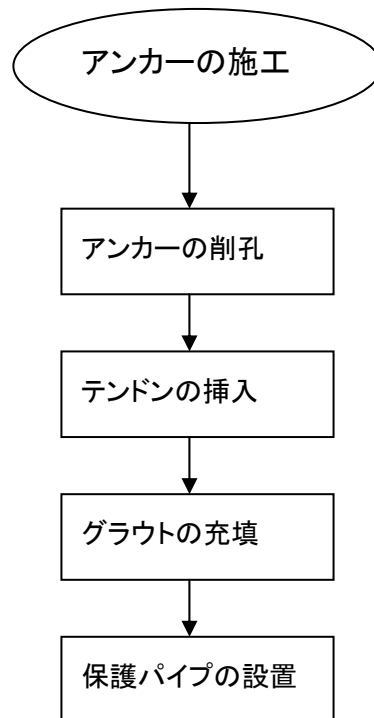 アンカーの施工
アンカーの削孔
テンドンの挿入
グラウトの充填
保護パイプの設置